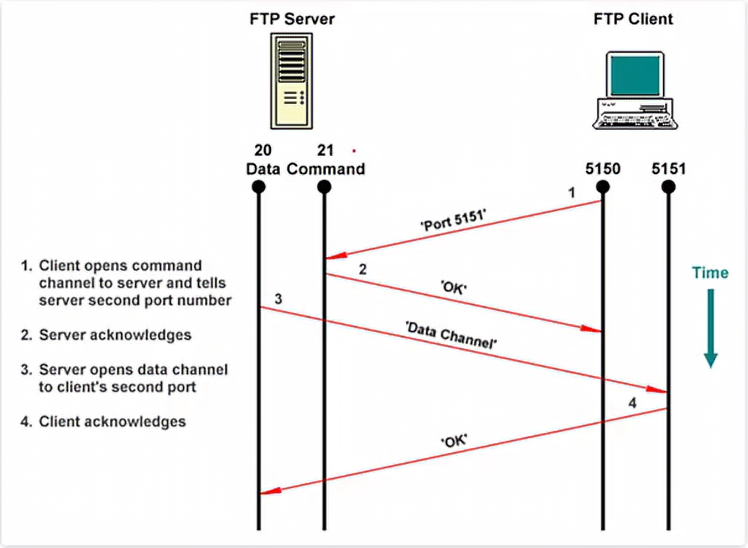 FTP Server
FTP Client
20
21
Data Command
5150
5151
1
'Port 5151'
2
'OK'
3
'Data Channel'
4
'OK'
Time
1. Client opens command
channel to server and tells
server second port number
2. Server acknowledges
3. Server opens data channel
to client's second port
4. Client acknowledges